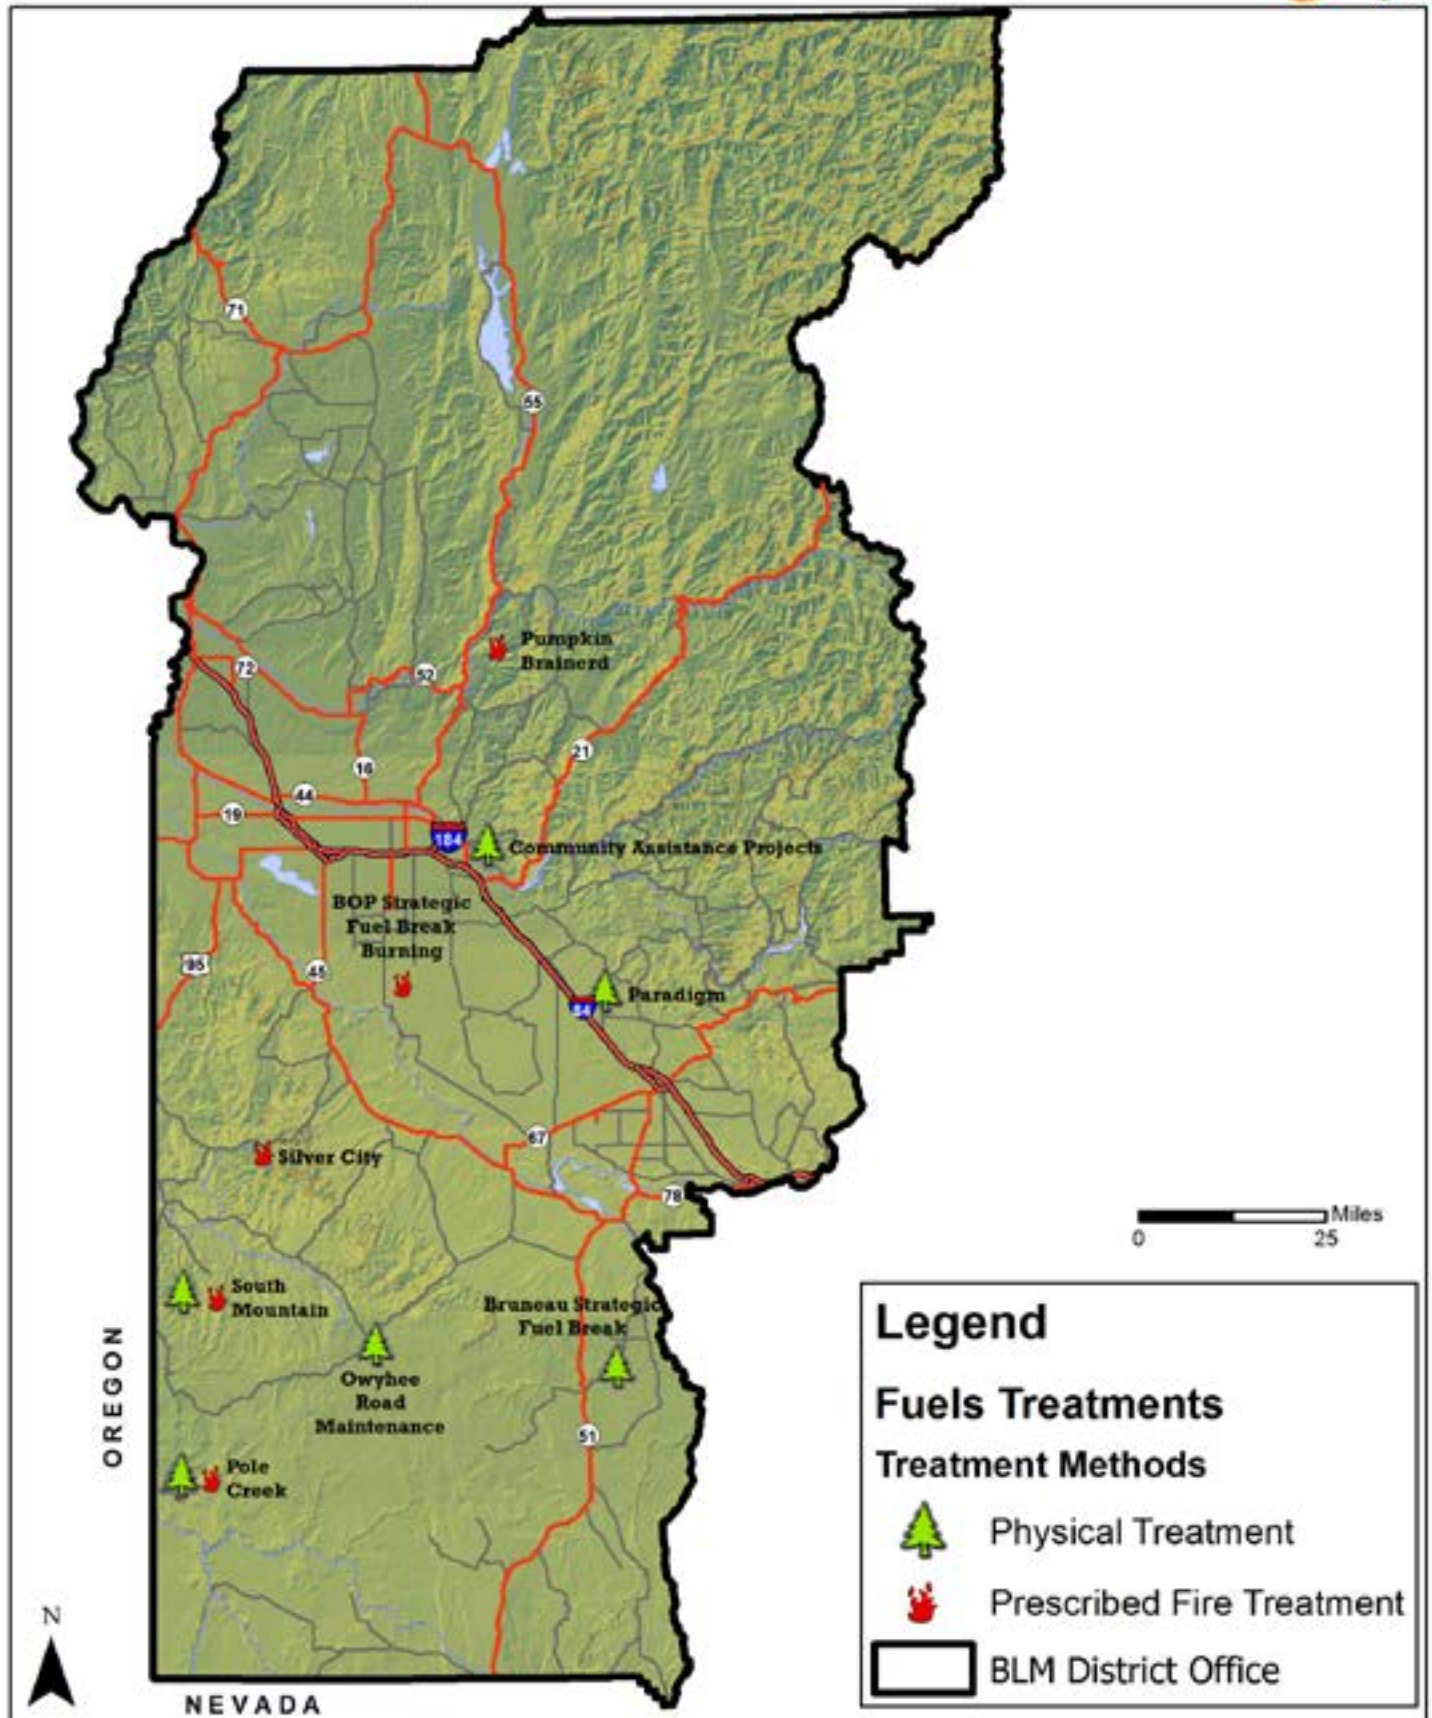 71
55
Pumpkin
Brainerd
72
52
21
16
44
19
184
Community Assistance Projects
BOP Strategic
Fuel Break
Burning
95
45
Paradigm
84
67
Silver City
78
Miles
0 25
South
Mountain
Bruneau Strategic
Fuel Break
Owyhee
Road
Maintenance
51
Pole
Creek
OREGON
NEVADA
N
Legend
Fuels Treatments
Treatment Methods
Physical Treatment
Prescribed Fire Treatment
BLM District Office